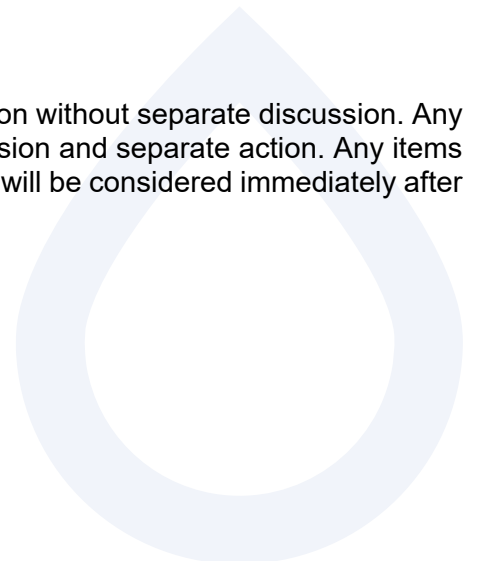 on without separate discussion. Any
sion and separate action. Any items
will be considered immediately after